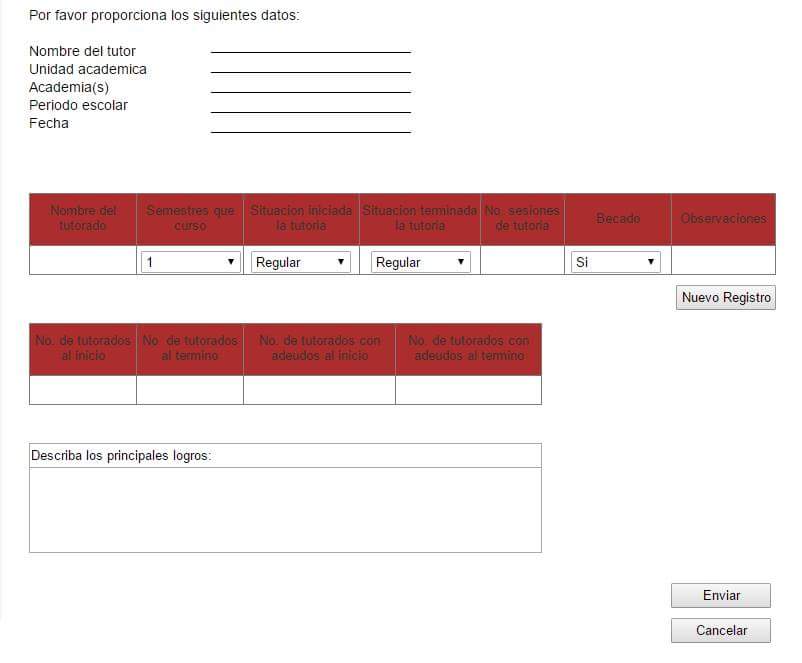 Por favor proporciona los siguientes datos:
Nombre del tutor
Unidad academica
Academia(s)
Periodo escolar
Fecha
Nombre del tutorado
Semestres que curso
Situacion iniciada la tutoria
Situacion terminada la tutoria
No. sesiones de tutoria
Becado
Observaciones
1
Regular
Regular
Si
Nuevo Registro
No. de tutorados al inicio
No. de tutorados al termino
No. de tutorados con adeudos al inicio
No. de tutorados con adeudos al termino
Describa los principales logros:
Enviar
Cancelar